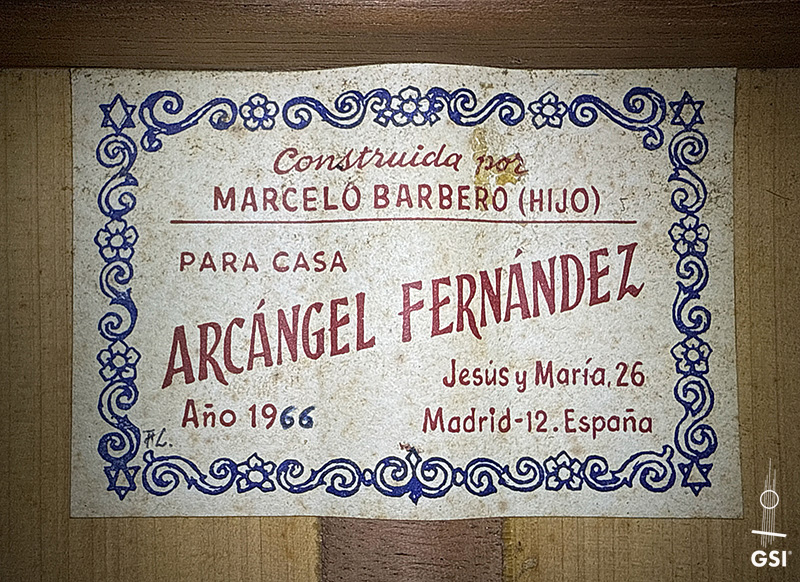 Construida por
MARCELO BARBERO (HIJO)
PARA CASA
ARCÁNGEL FERNÁNDEZ
Jesús y María, 26
Año 1966
Madrid-12. España
GSI®